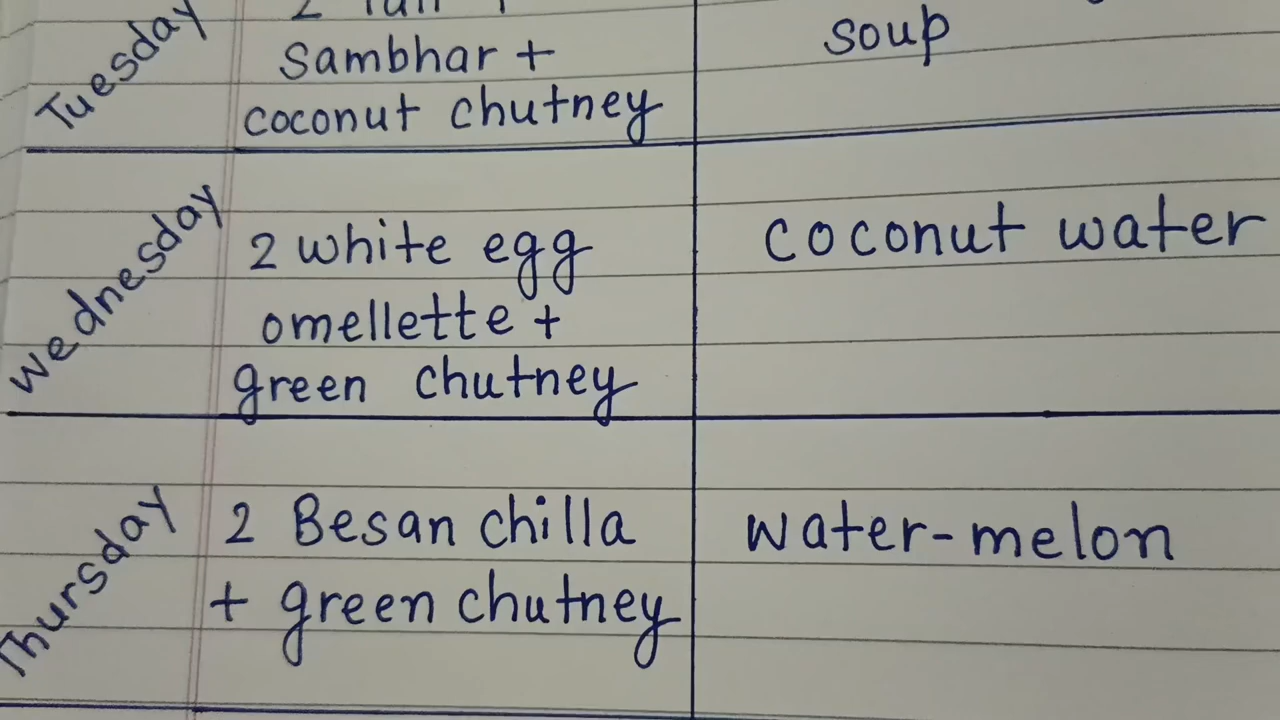 Tuesday
2
sambhar +
coconut chutney
soup
Wednesday
2 white egg
omellette +
green chutney
coconut water
Thursday
2 Besan chilla
+ green chutney
water-melon